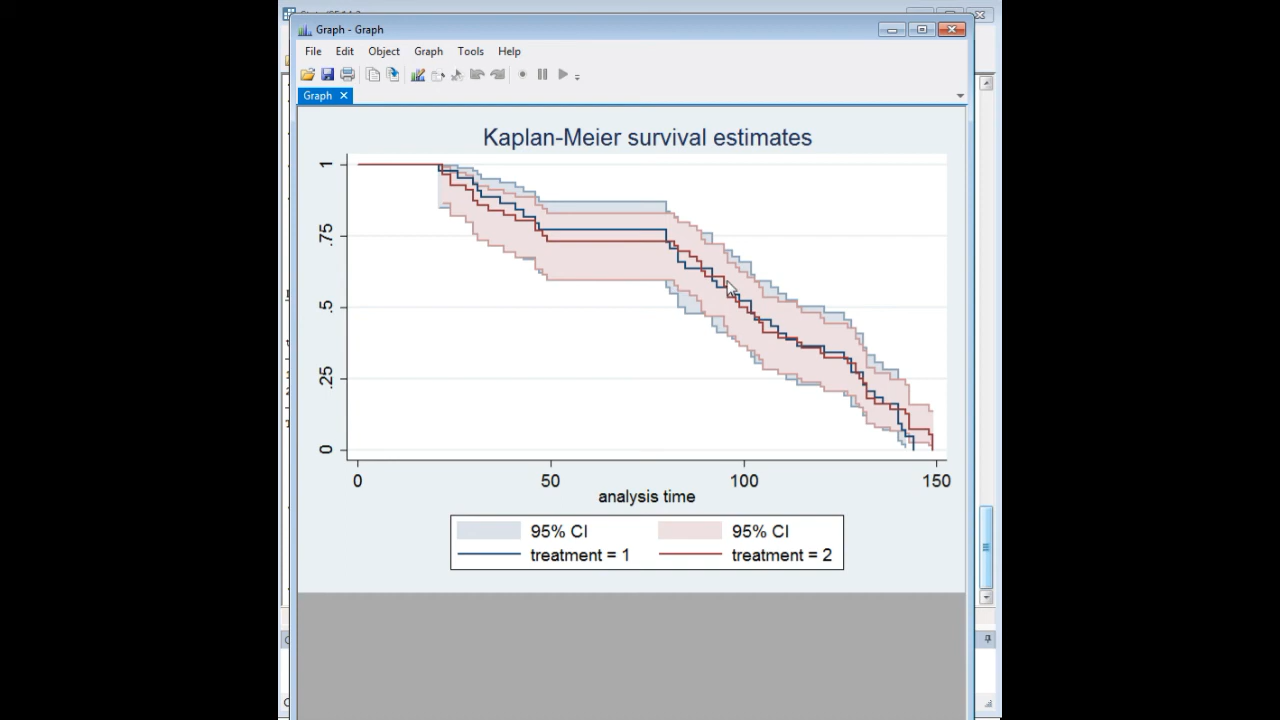 Graph - Graph
File Edit Object Graph Tools Help
Graph
Kaplan-Meier survival estimates
1
.75
.5
.25
0
0 50 100 150
analysis time
95% CI 95% CI
treatment = 1 treatment = 2